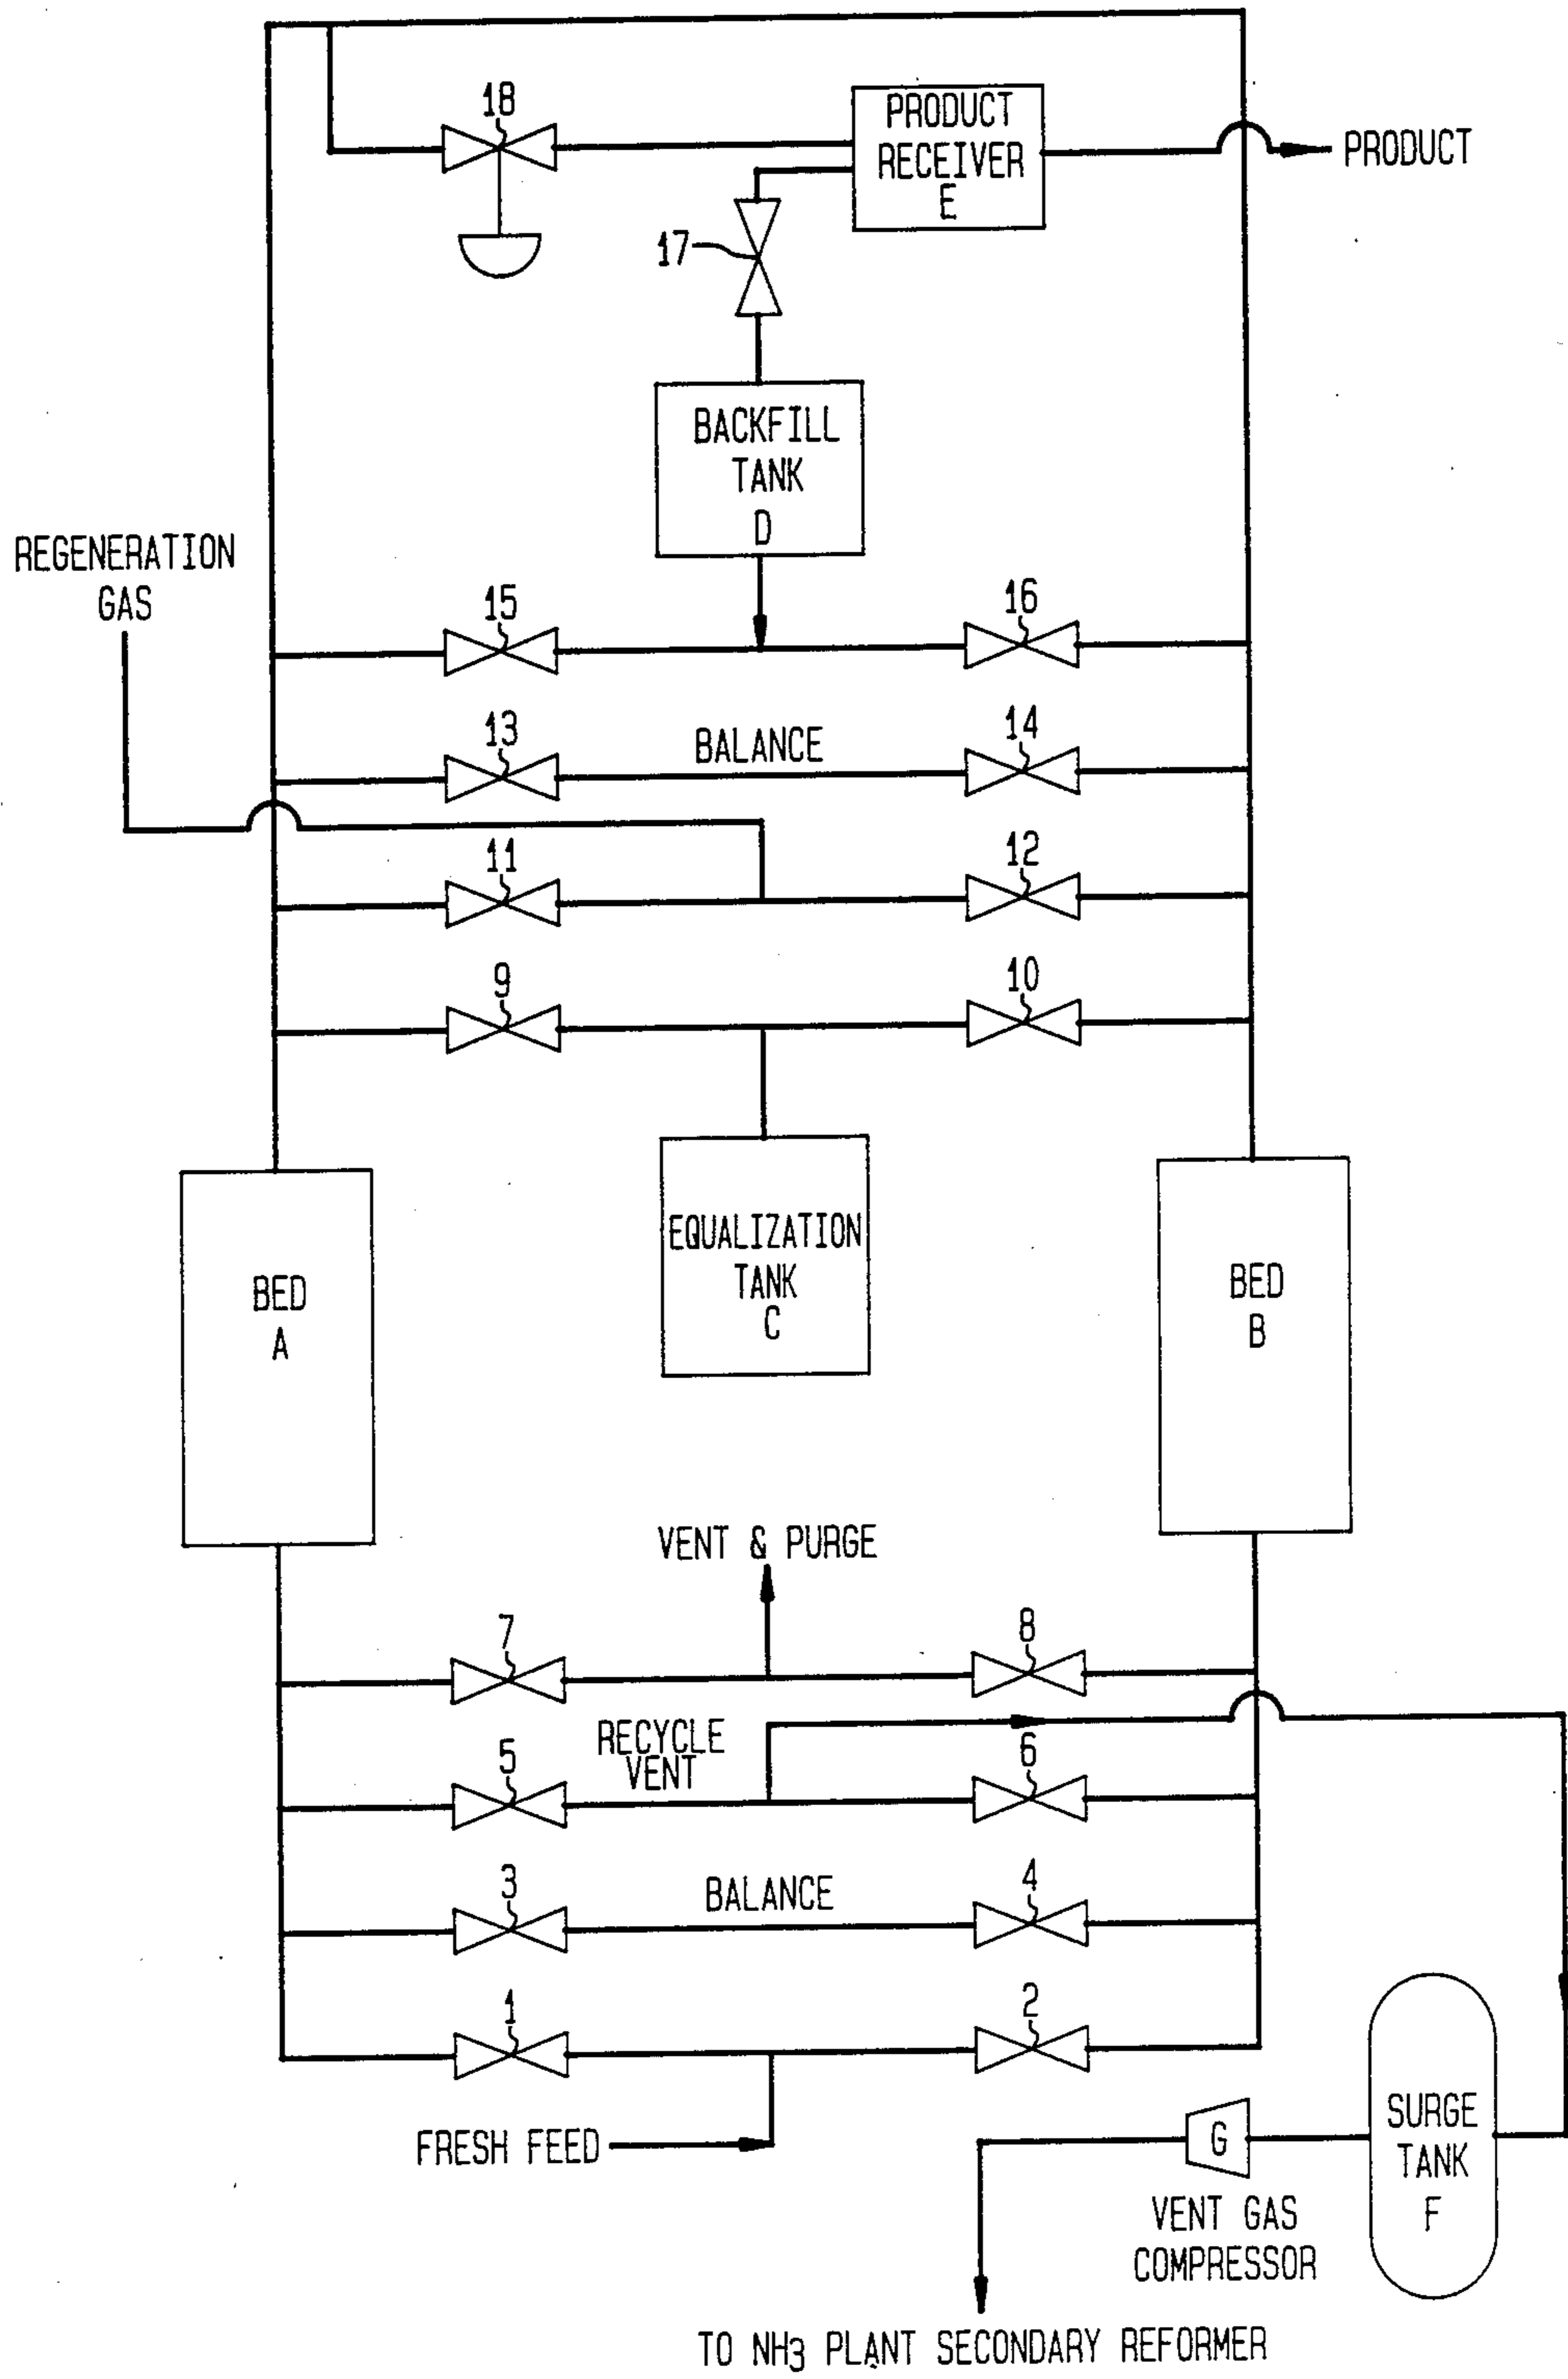 18
PRODUCT
RECEIVER
E
PRODUCT
17
BACKFILL
TANK
D
REGENERATION
GAS
15
16
13
BALANCE
14
11
12
9
10
BED
A
EQUALIZATION
TANK
C
BED
B
VENT & PURGE
7
8
RECYCLE
VENT
5
6
3
BALANCE
4
1
2
FRESH FEED
G
SURGE
TANK
F
VENT GAS
COMPRESSOR
TO NH3 PLANT SECONDARY REFORMER